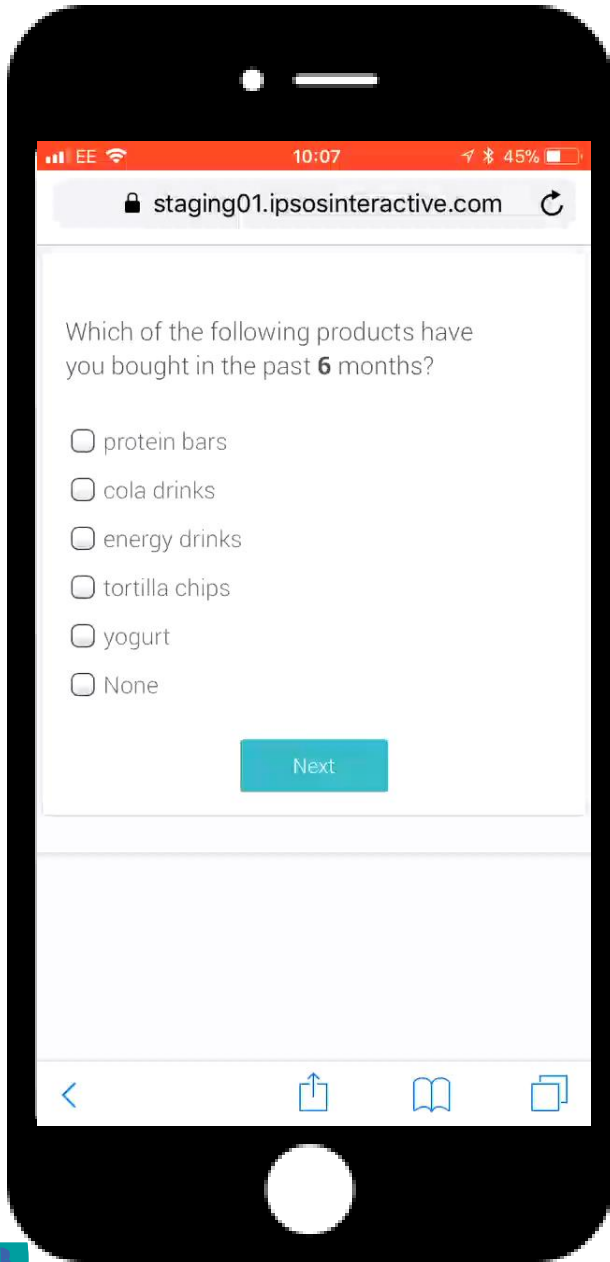 EE 10:07 45%
staging01.ipsosinteractive.com
Which of the following products have
you bought in the past 6 months?
protein bars
cola drinks
energy drinks
tortilla chips
yogurt
None
Next